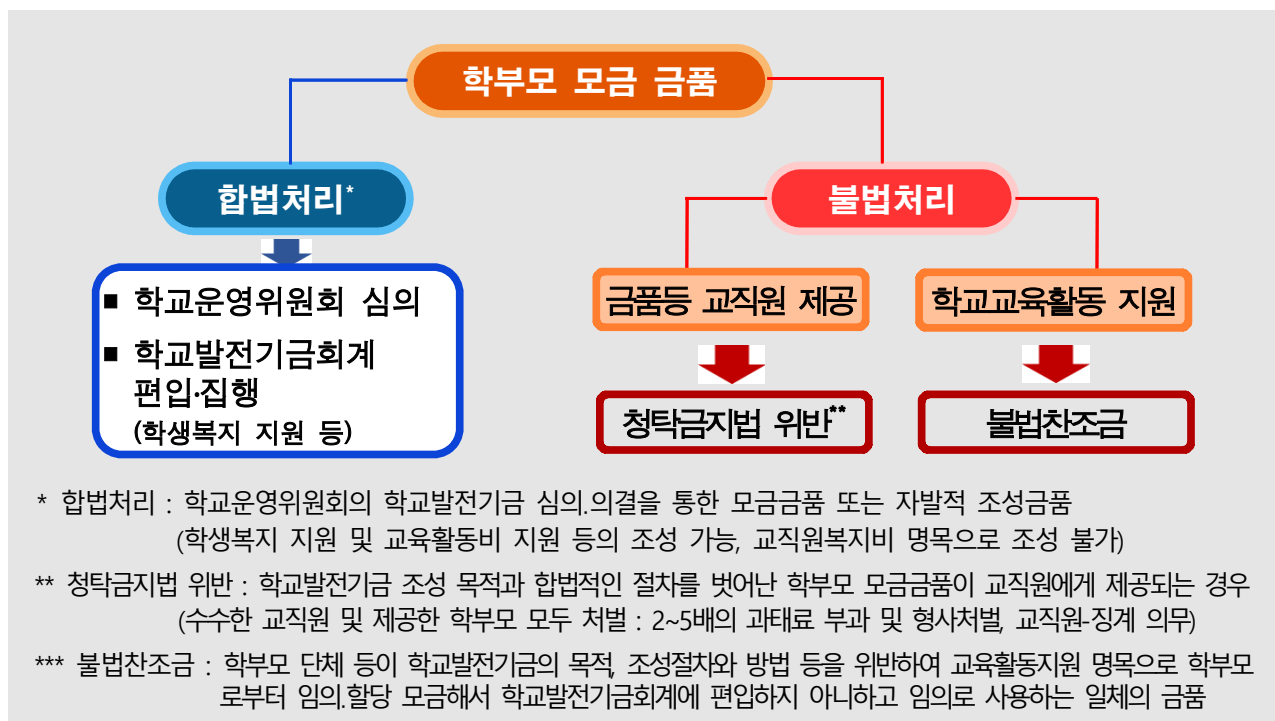 학부모 모금 금품
합법처리*
불법처리
■ 학교운영위원회 심의
■ 학교발전기금회계
편입·집행
(학생복지 지원 등)
금품등 교직원 제공
학교교육활동 지원
청탁금지법 위반**
불법찬조금
* 합법처리 : 학교운영위원회의 학교발전기금 심의.의결을 통한 모금금품 또는 자발적 조성금품
(학생복지 지원 및 교육활동비 지원 등의 조성 가능, 교직원복지비 명목으로 조성 불가)
** 청탁금지법 위반 : 학교발전기금 조성 목적과 합법적인 절차를 벗어난 학부모 모금금품이 교직원에게 제공되는 경우
(수수한 교직원 및 제공한 학부모 모두 처벌 : 2~5배의 과태료 부과 및 형사처벌, 교직원-징계 의무)
*** 불법찬조금 : 학부모 단체 등이 학교발전기금의 목적, 조성절차와 방법 등을 위반하여 교육활동지원 명목으로 학부모
로부터 임의.할당 모금해서 학교발전기금회계에 편입하지 아니하고 임의로 사용하는 일체의 금품